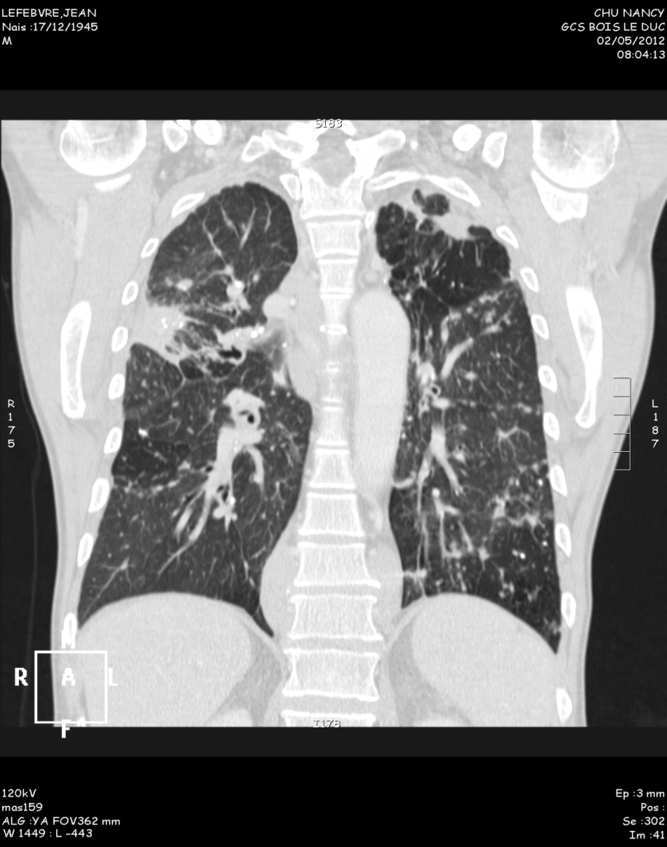 LEFEBVRE,JEAN
Nais :17/12/1945
M
CHU NANCY
GCS BOIS LE DUC
02/05/2012
08:04:13
S183
R
1
7
5
L
1
8
7
H
R A L
F
I178
120kV
mas159
ALG :YA FOV362 mm
W 1449 : L -443
Ep :3 mm
Pos :
Se :302
Im :41